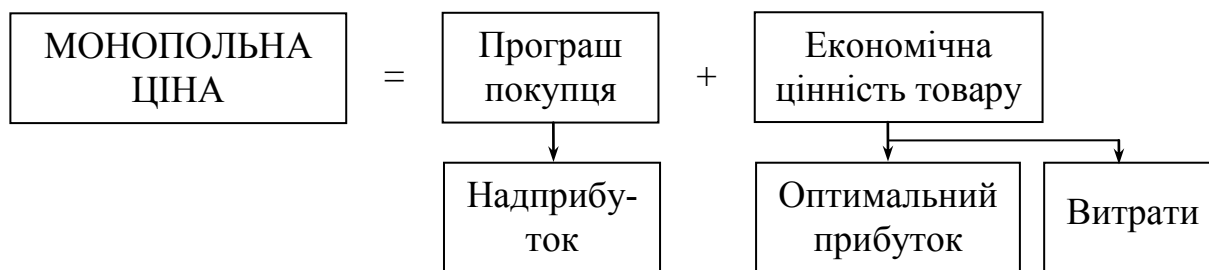 МОНОПОЛЬНА
ЦІНА
=
Програш
покупця
+
Економічна
цінність товару
Надприбу-
ток
Оптимальний
прибуток
Витрати